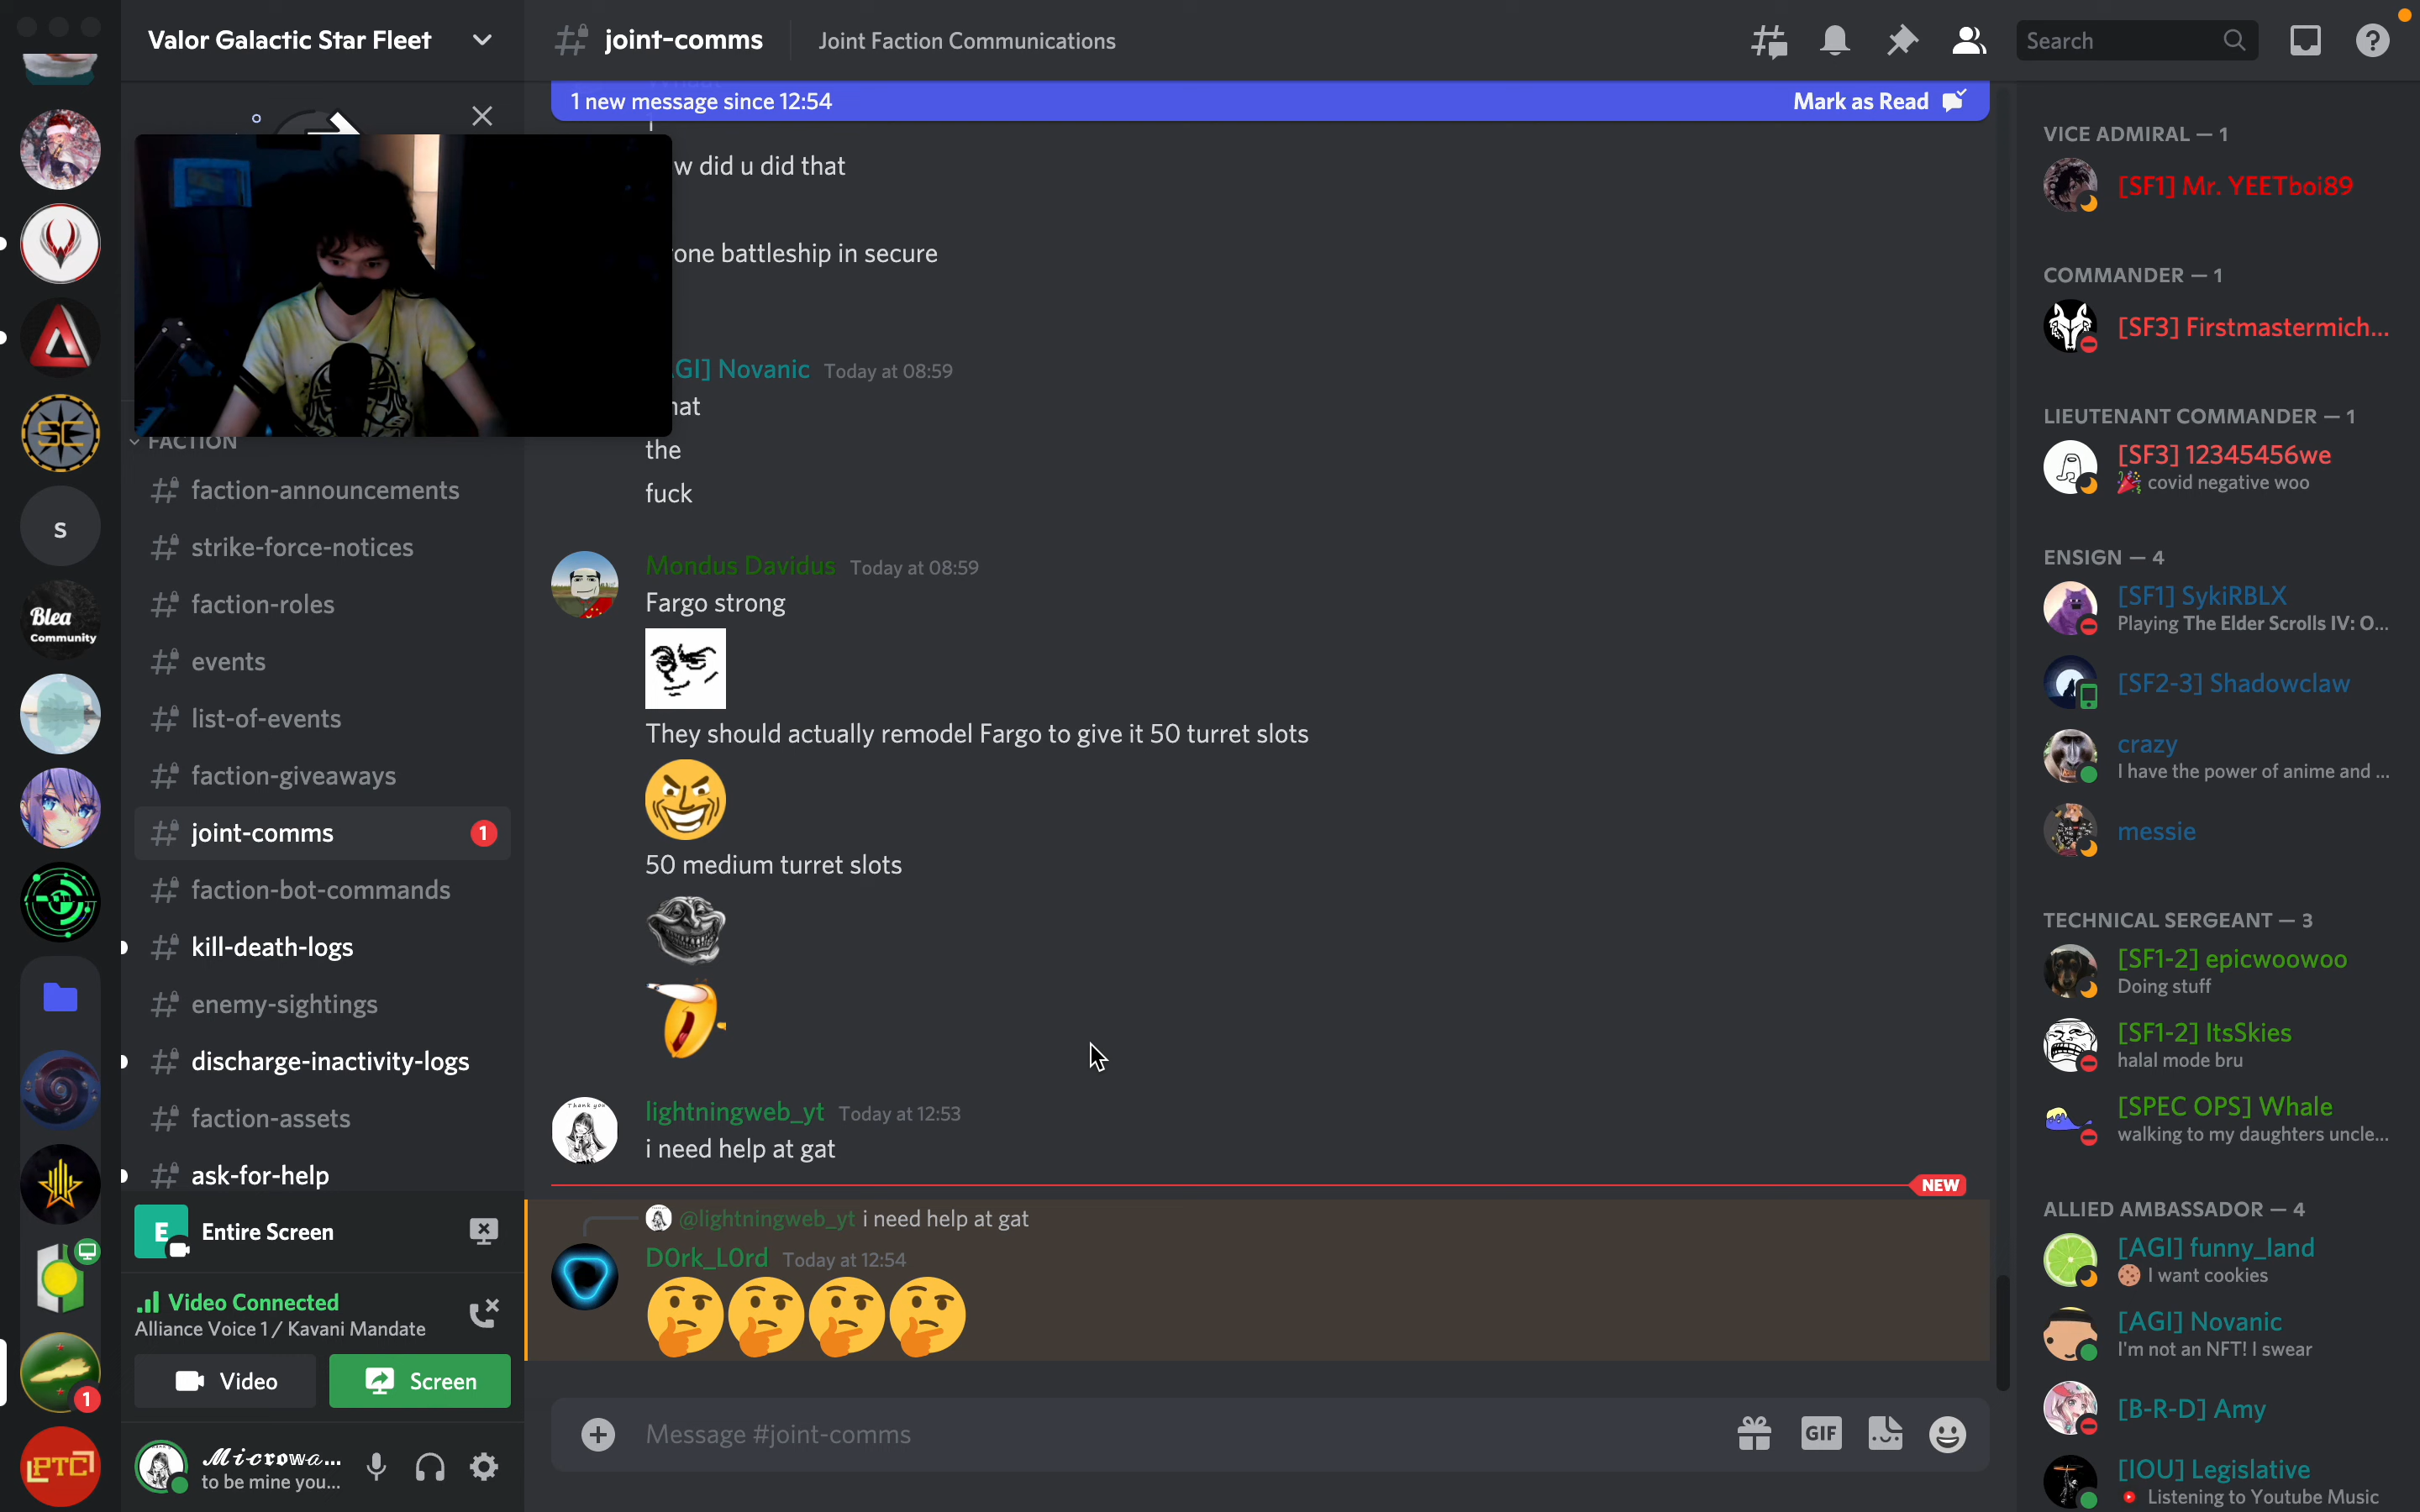 Valor Galactic Star Fleet
joint-comms
Joint Faction Communications
Search
1 new message since 12:54
Mark as Read
S
Blea
Community
PTC
SC
1
FACTION
faction-announcements
strike-force-notices
faction-roles
events
list-of-events
faction-giveaways
joint-comms 1
faction-bot-commands
kill-death-logs
enemy-sightings
discharge-inactivity-logs
faction-assets
ask-for-help
E
Entire Screen
Video Connected
Alliance Voice 1 / Kavani Mandate
Video
Screen
𝓜𝓲𝓬𝓻𝓸𝔀𝓪...
to be mine you...
w did u did that
one battleship in secure
GI] Novanic Today at 08:59
hat
the
fuck
Mondus Davidus Today at 08:59
Fargo strong
They should actually remodel Fargo to give it 50 turret slots
50 medium turret slots
Thank you
lightningweb_yt Today at 12:53
i need help at gat
NEW
@lightningweb_yt i need help at gat
D0rk_L0rd Today at 12:54
🤔🤔🤔🤔
Message #joint-comms
GIF
VICE ADMIRAL — 1
[SF1] Mr. YEETboi89
COMMANDER — 1
[SF3] Firstmastermich...
LIEUTENANT COMMANDER — 1
[SF3] 12345456we
🎉 covid negative woo
ENSIGN — 4
[SF1] SykiRBLX
Playing The Elder Scrolls IV: O...
[SF2-3] Shadowclaw
crazy
I have the power of anime and ...
messie
TECHNICAL SERGEANT — 3
[SF1-2] epicwoowoo
Doing stuff
[SF1-2] ItsSkies
halal mode bru
[SPEC OPS] Whale
walking to my daughters uncle...
ALLIED AMBASSADOR — 4
[AGI] funny_land
🍪 I want cookies
[AGI] Novanic
I'm not an NFT! I swear
[B-R-D] Amy
[IOU] Legislative
Listening to Youtube Music